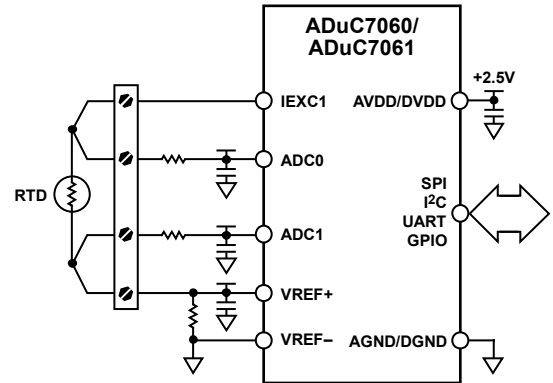 ADuC7060/
ADuC7061
+2.5V
IEXC1
AVDD/DVDD
ADC0
SPI
I²C
UART
GPIO
RTD
ADC1
VREF+
VREF–
AGND/DGND